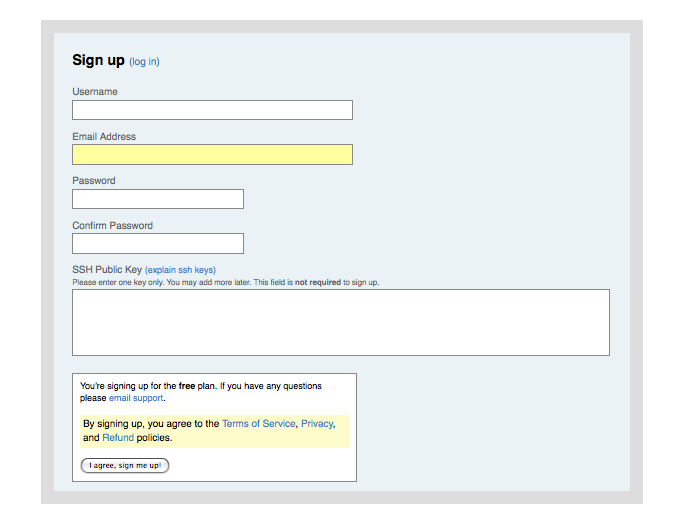 Sign up (log in)
Username
Email Address
Password
Confirm Password
SSH Public Key (explain ssh keys)
Please enter one key only. You may add more later. This field is not required to sign up.
You're signing up for the free plan. If you have any questions
please email support.
By signing up, you agree to the Terms of Service, Privacy,
and Refund policies.
I agree, sign me up!